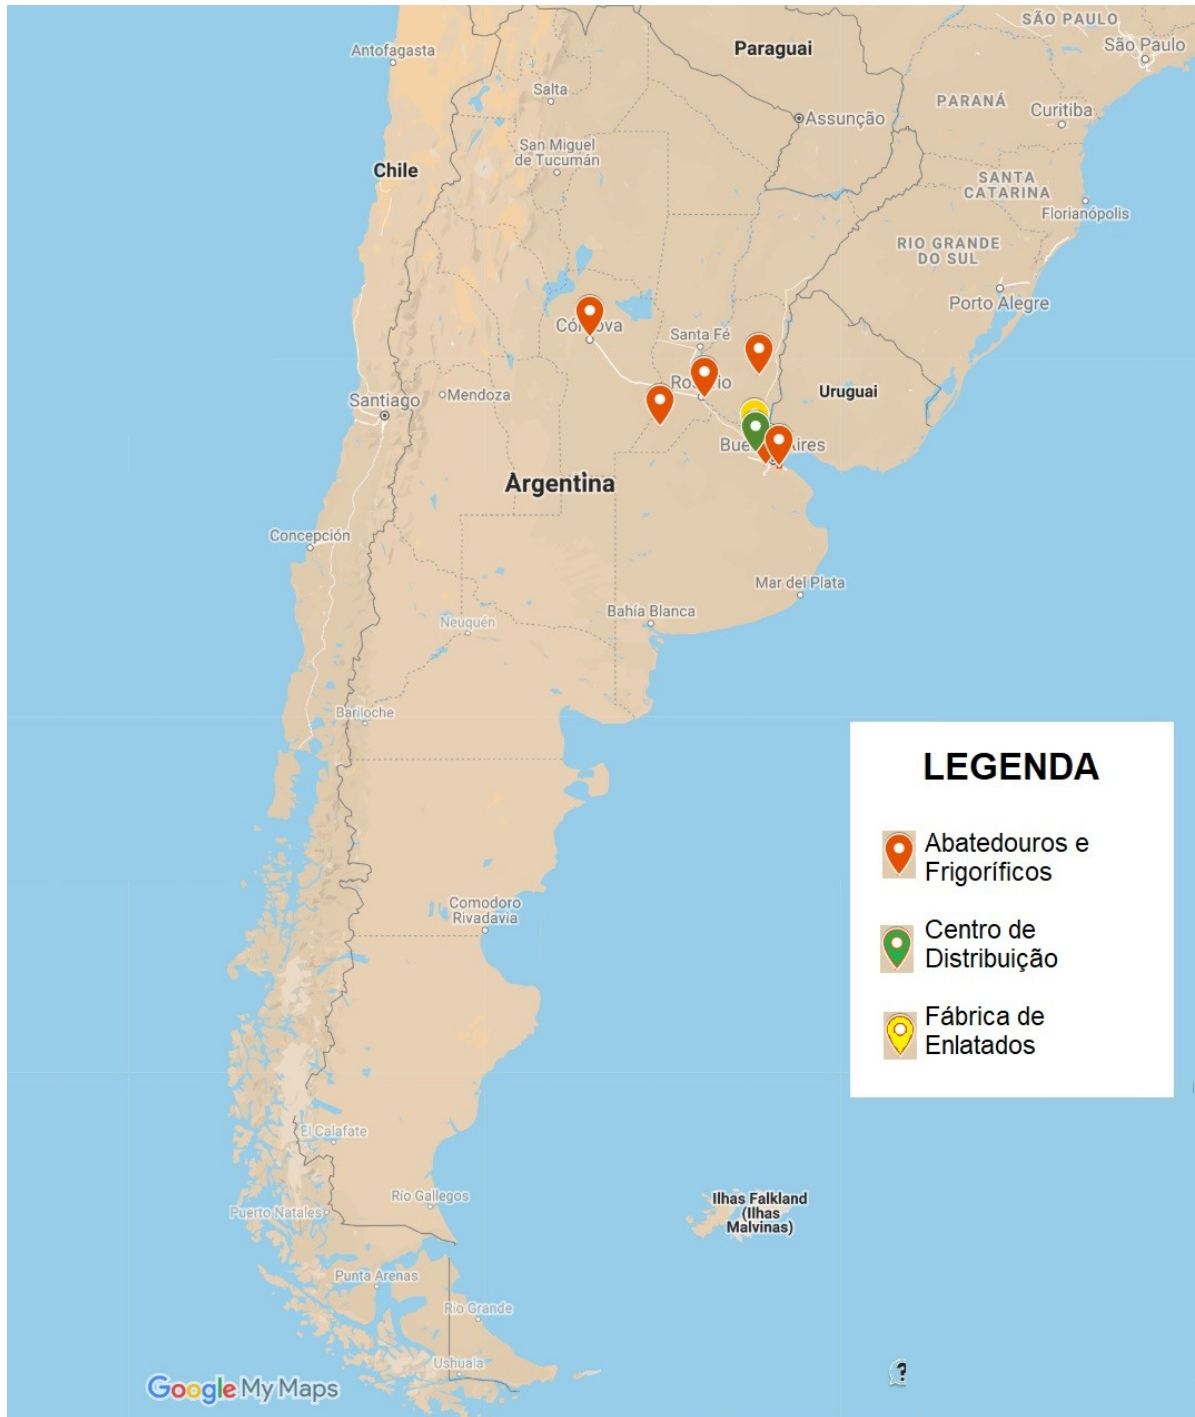 SÃO PAULO
São Paulo
Paraguai
Antofagasta
Salta
PARANÁ
Curitiba
Assunção
San Miguel
de Tucumán
Chile
SANTA
CATARINA
Florianópolis
RIO GRANDE
DO SUL
Porto Alegre
Santa Fé
Uruguai
Mendoza
Santiago
Argentina
Concepción
Mar del Plata
Bahía Blanca
Neuquén
Bariloche
LEGENDA
Abatedouros e
Frigoríficos
Centro de
Distribuição
Fábrica de
Enlatados
Comodoro
Rivadavia
El Calafate
Río Gallegos
Puerto Natales
Ilhas Falkland
(Ilhas
Malvinas)
Punta Arenas
Rio Grande
Ushuaia
Google My Maps
?